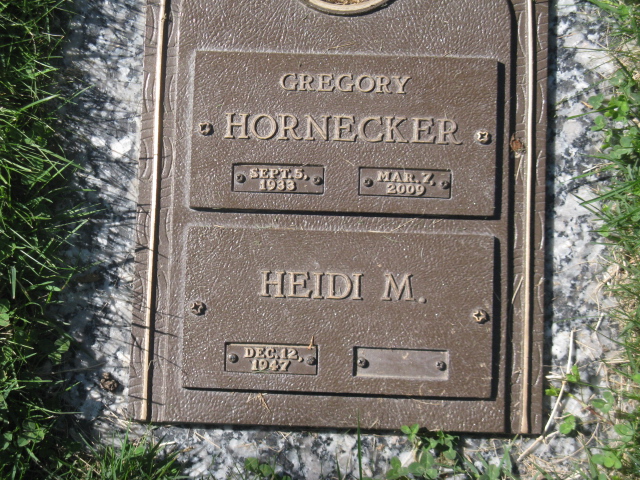 GREGORY
HORNECKER
SEPT. 5, MAR. 7,
1933 2009
HEIDI M.
DEC. 12,
1947